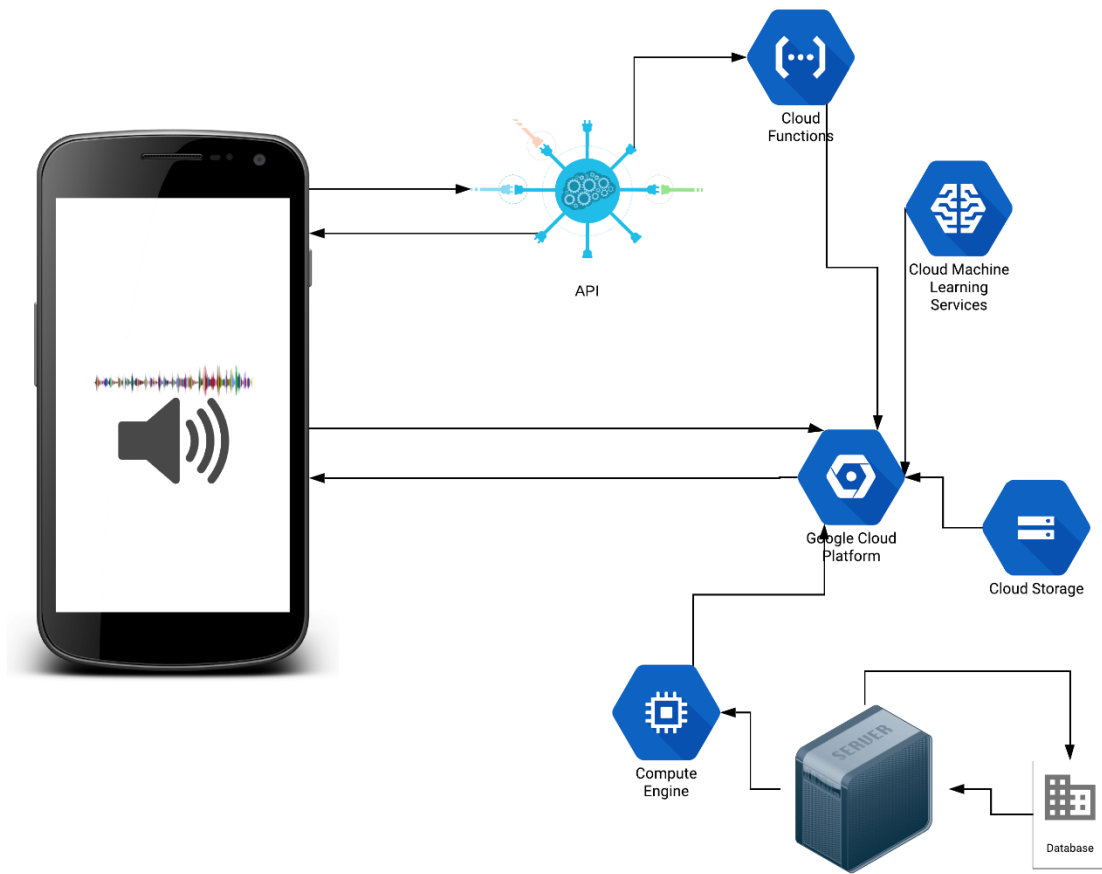 Cloud
Functions
Cloud Machine
Learning
Services
API
Google Cloud
Platform
Cloud Storage
Compute
Engine
SERVER
Database